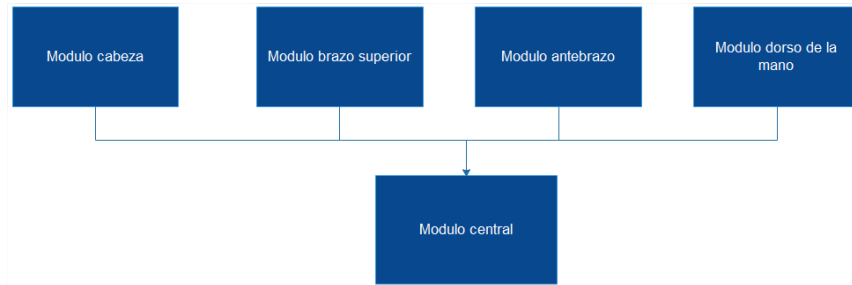 Modulo cabeza
Modulo brazo superior
Modulo antebrazo
Modulo dorso de la
mano
Modulo central